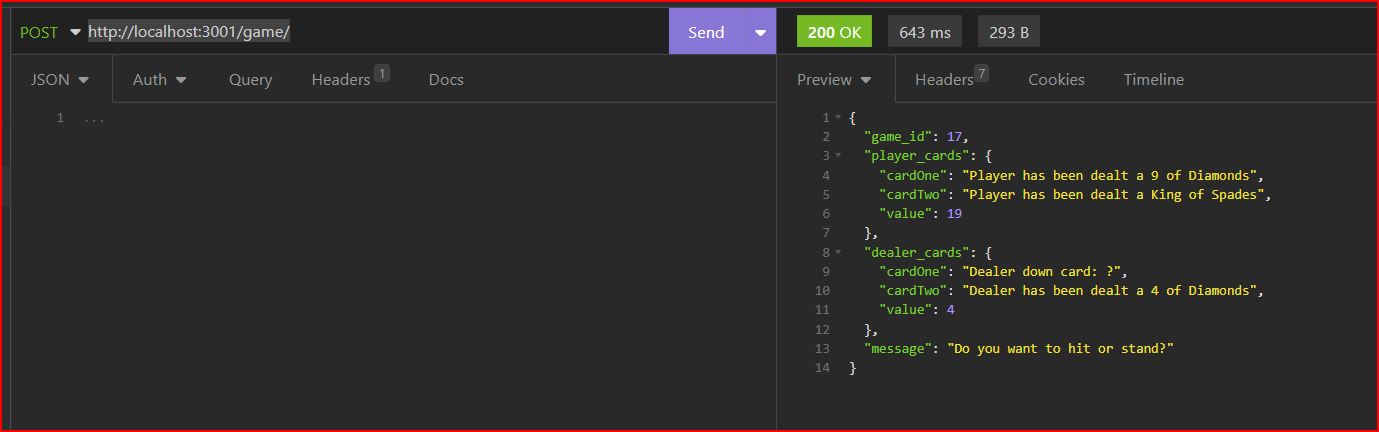 POST http://localhost:3001/game/ Send 200 OK 643 ms 293 B
JSON Auth Query Headers 1 Docs Preview Headers 7 Cookies Timeline
1 ...
1 {
2 "game_id": 17,
3 "player_cards": {
4 "cardOne": "Player has been dealt a 9 of Diamonds",
5 "cardTwo": "Player has been dealt a King of Spades",
6 "value": 19
7 },
8 "dealer_cards": {
9 "cardOne": "Dealer down card: ?",
10 "cardTwo": "Dealer has been dealt a 4 of Diamonds",
11 "value": 4
12 },
13 "message": "Do you want to hit or stand?"
14 }